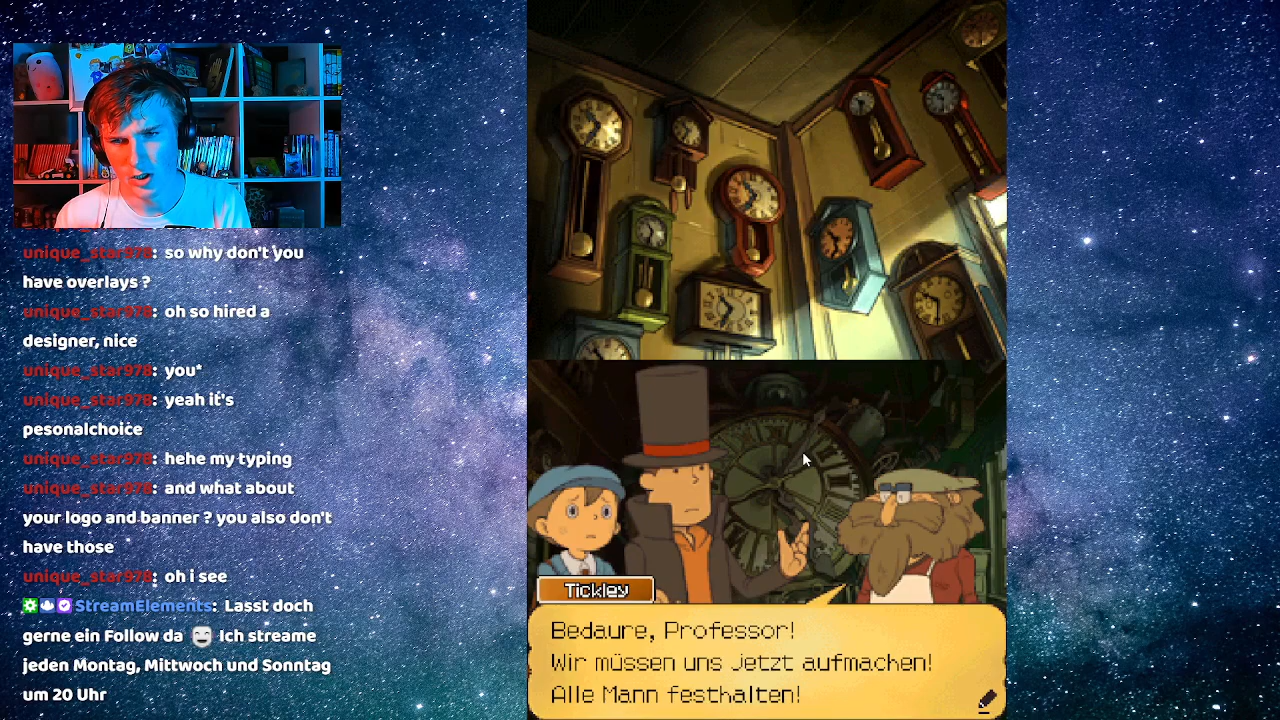 unique_star978: so why don't you
have overlays ?
unique_star978: oh so hired a
designer, nice
unique_star978: you*
unique_star978: yeah it's
pesonalchoice
unique_star978: hehe my typing
unique_star978: and what about
your logo and banner ? you also don't
have those
unique_star978: oh i see
StreamElements: Lasst doch
gerne ein Follow da Ich streame
jeden Montag, Mittwoch und Sonntag
um 20 Uhr
Tickley
Bedaure, Professor!
Wir müssen uns jetzt aufmachen!
Alle Mann festhalten!